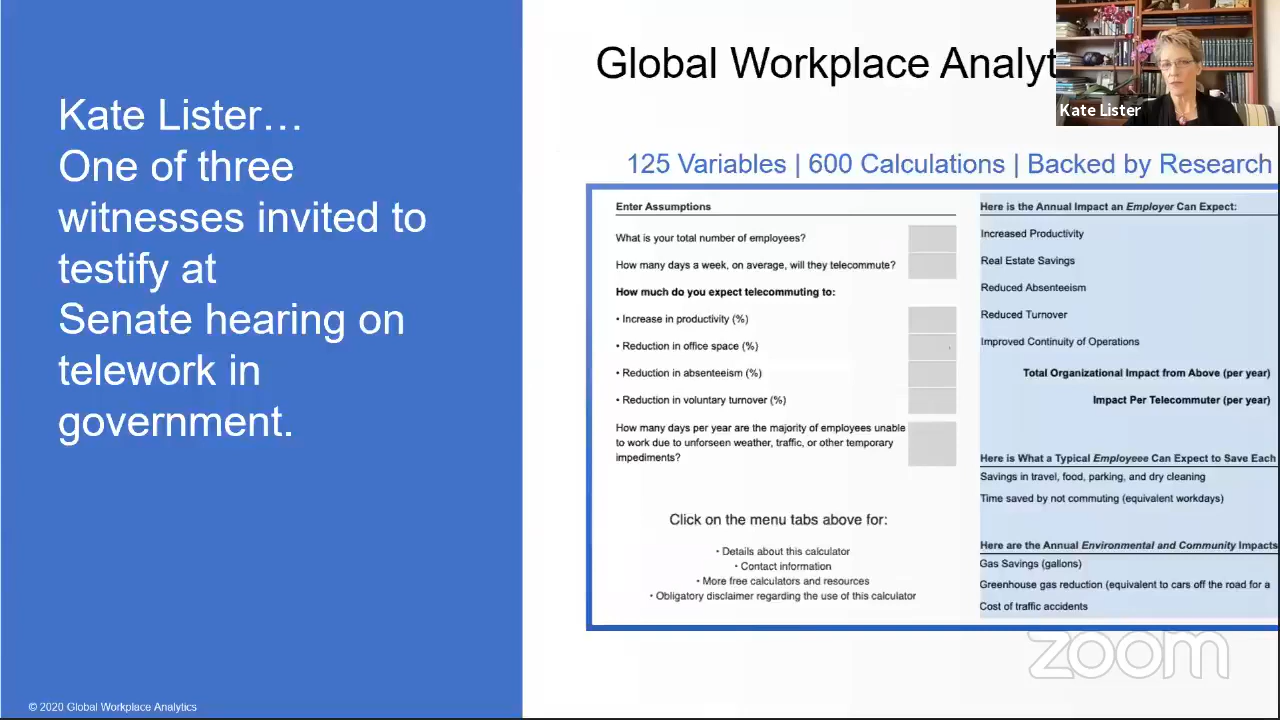 Kate Lister…
One of three
witnesses invited to
testify at
Senate hearing on
telework in
government.
© 2020 Global Workplace Analytics
Global Workplace Analyt
Kate Lister
125 Variables | 600 Calculations | Backed by Research
Enter Assumptions
What is your total number of employees?
How many days a week, on average, will they telecommute?
How much do you expect telecommuting to:
• Increase in productivity (%)
• Reduction in office space (%)
• Reduction in absenteeism (%)
• Reduction in voluntary turnover (%)
How many days per year are the majority of employees unable
to work due to unforseen weather, traffic, or other temporary
impediments?
Click on the menu tabs above for:
• Details about this calculator
• Contact information
• More free calculators and resources
• Obligatory disclaimer regarding the use of this calculator
Here is the Annual Impact an Employer Can Expect:
Increased Productivity
Real Estate Savings
Reduced Absenteeism
Reduced Turnover
Improved Continuity of Operations
Total Organizational Impact from Above (per year)
Impact Per Telecommuter (per year)
Here is What a Typical Employeee Can Expect to Save Each
Savings in travel, food, parking, and dry cleaning
Time saved by not commuting (equivalent workdays)
Here are the Annual Environmental and Community Impacts
Gas Savings (gallons)
Greenhouse gas reduction (equivalent to cars off the road for a
Cost of traffic accidents
zoom